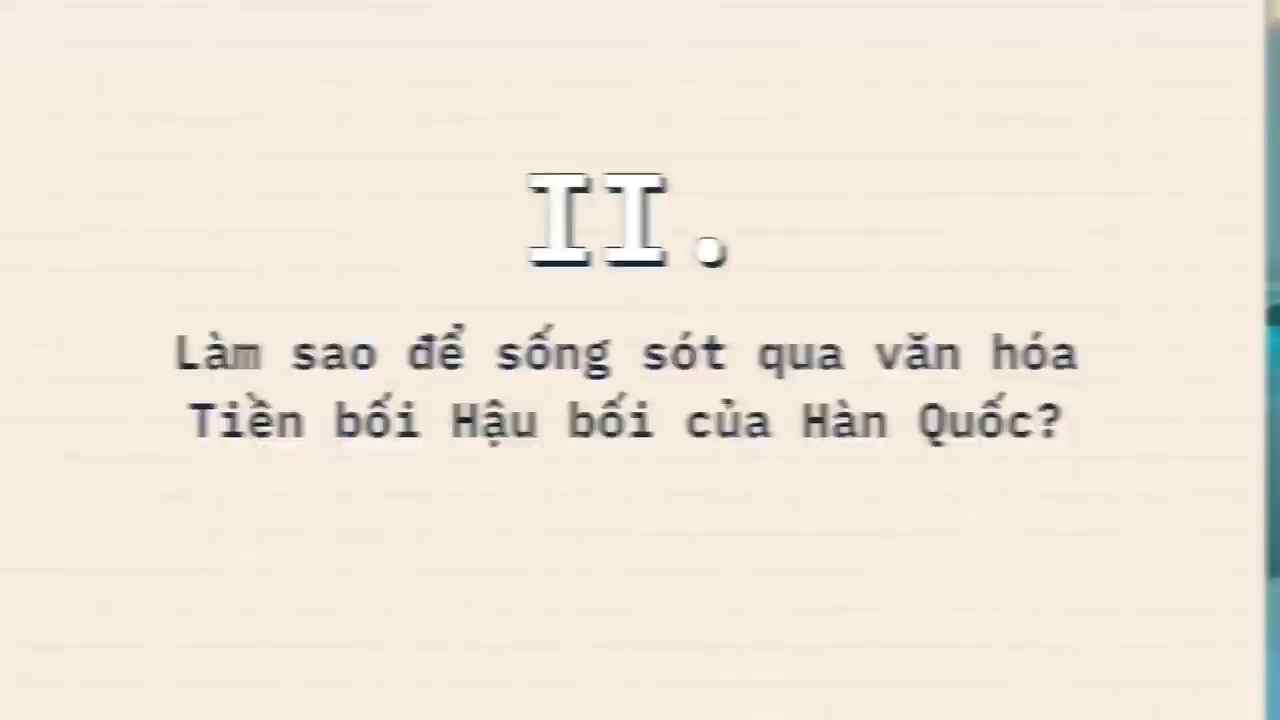 II.
Làm sao để sống sót qua văn hóa
Tiền bối Hậu bối của Hàn Quốc?